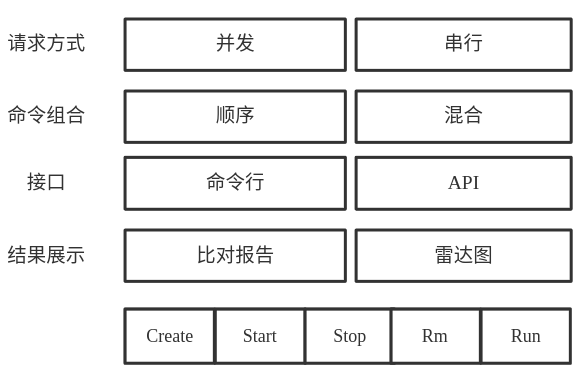 请求方式 并发 串行
命令组合 顺序 混合
接口 命令行 API
结果展示 比对报告 雷达图
Create Start Stop Rm Run